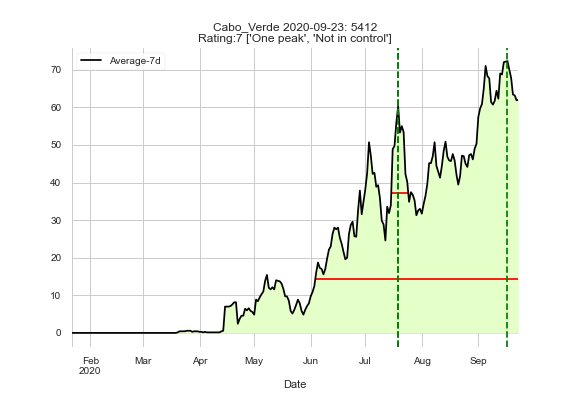 Cabo_Verde 2020-09-23: 5412
Rating:7 ['One peak', 'Not in control']
Average-7d
70
60
50
40
30
20
10
0
Feb
2020
Mar
Apr
May
Jun
Jul
Aug
Sep
Date